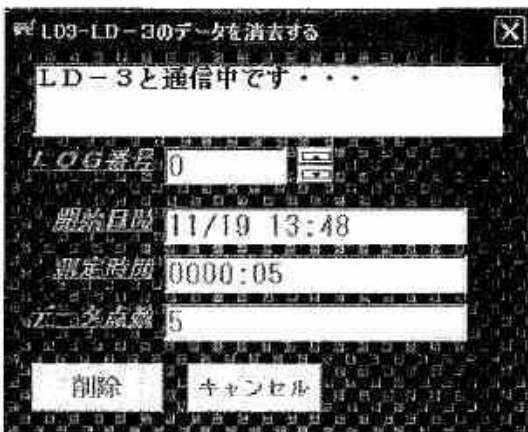 LD3-LD-3のデータを消去する
LD-3と通信中です・・・
LOG番号 0
開始日時 11/19 13:48
測定時間 0000:05
データ点数 5
削除 キャンセル